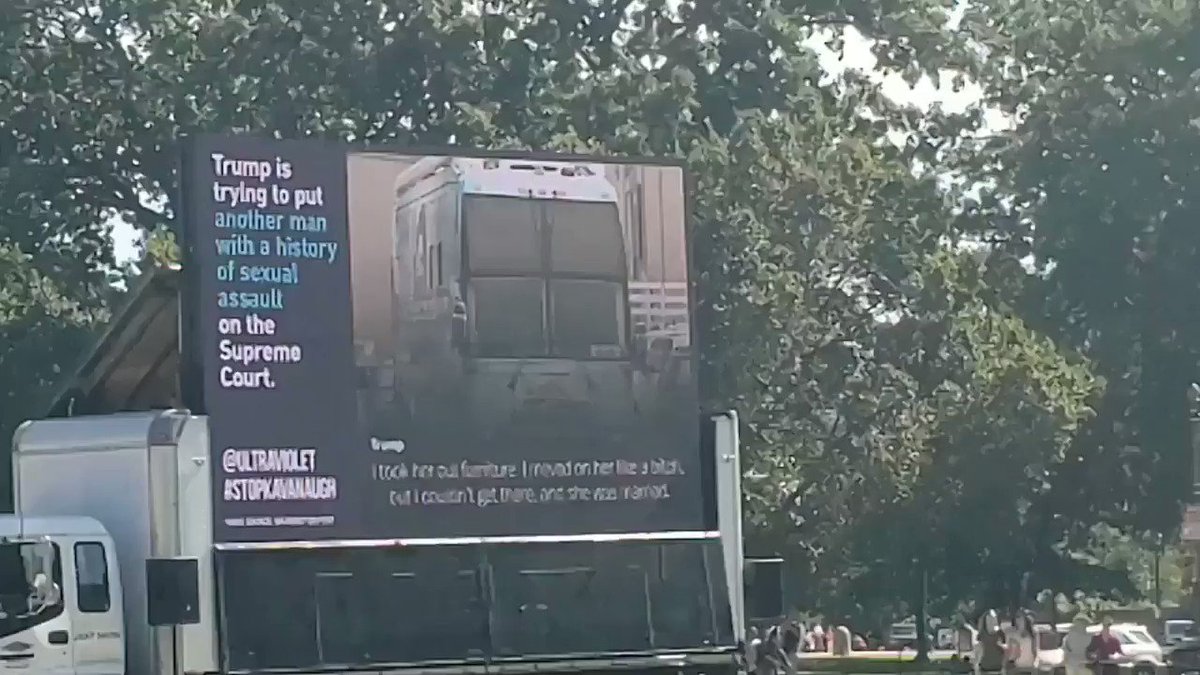 Trump is
trying to put
another man
with a history
of sexual
assault
on the
Supreme
Court.
@ULTRAVIOLET
#STOPKAVANAUGH
Trump
I took her out furniture. I moved on her like a bitch,
but I couldn't get there, and she was married.